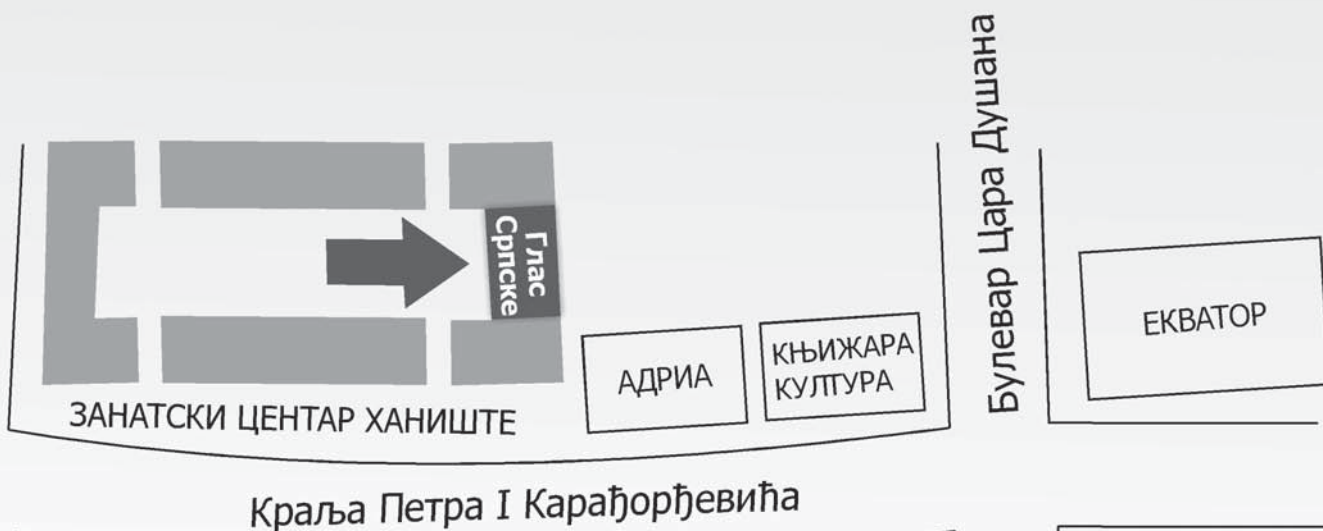 Булевар Цара Душана
Глас
Српске
ЕКВАТОР
АДРИА
КЊИЖАРА
КУЛТУРА
ЗАНАТСКИ ЦЕНТАР ХАНИШТЕ
Краља Петра I Карађорђевића